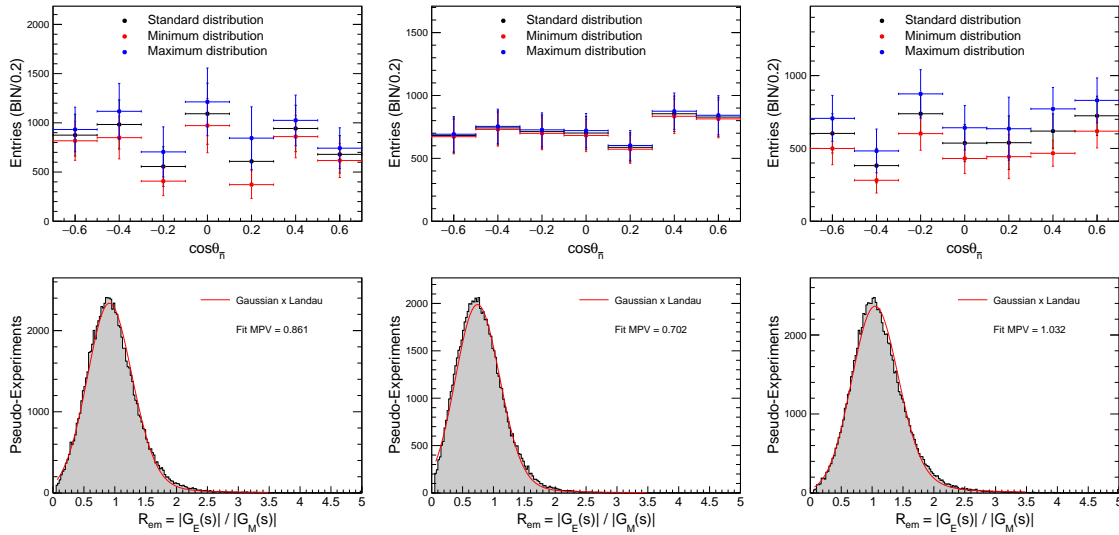 Entries (BIN/0.2)
2000
1500
1000
500
0
Standard distribution
Minimum distribution
Maximum distribution
−0.6 −0.4 −0.2 0 0.2 0.4 0.6
cosθn̄
Entries (BIN/0.2)
1500
1000
500
0
Standard distribution
Minimum distribution
Maximum distribution
−0.6 −0.4 −0.2 0 0.2 0.4 0.6
cosθn̄
Entries (BIN/0.2)
1000
500
0
Standard distribution
Minimum distribution
Maximum distribution
−0.6 −0.4 −0.2 0 0.2 0.4 0.6
cosθn̄
Pseudo-Experiments
2000
1500
1000
500
0
Gaussian x Landau
Fit MPV = 0.861
0 0.5 1 1.5 2 2.5 3 3.5 4 4.5 5
Rem = |GE(s)| / |GM(s)|
Pseudo-Experiments
2000
1750
1500
1250
1000
750
500
250
0
Gaussian x Landau
Fit MPV = 0.702
0 0.5 1 1.5 2 2.5 3 3.5 4 4.5 5
Rem = |GE(s)| / |GM(s)|
Pseudo-Experiments
2000
1000
0
Gaussian x Landau
Fit MPV = 1.032
0 0.5 1 1.5 2 2.5 3 3.5 4 4.5 5
Rem = |GE(s)| / |GM(s)|